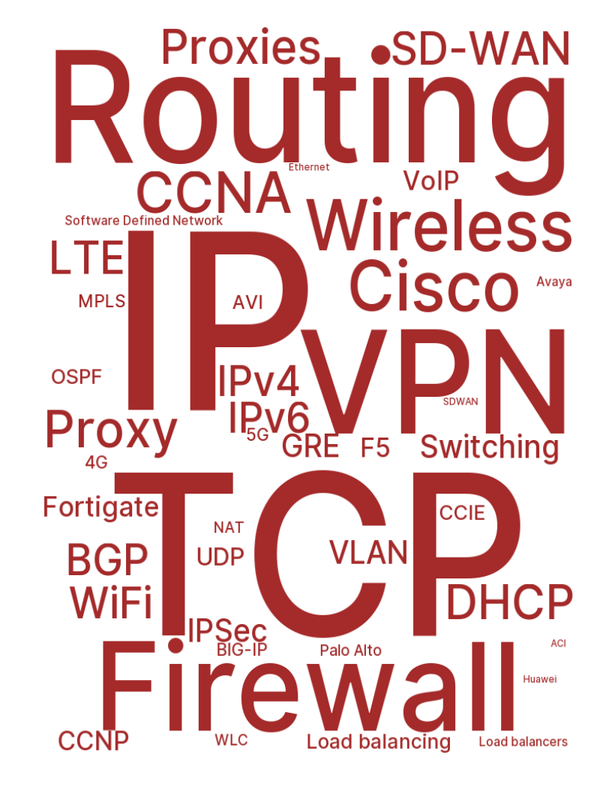 Proxies
SD-WAN
Routing
Ethernet
CCNA
VoIP
Software Defined Network
Wireless
LTE
IP
Cisco
Avaya
MPLS
AVI
VPN
OSPF
IPv4
SDWAN
IPv6
Proxy
5G
GRE
F5
Switching
4G
TCP
Fortigate
CCIE
NAT
BGP
UDP
VLAN
WiFi
DHCP
IPSec
BIG-IP
Palo Alto
ACI
Firewall
Huawei
CCNP
WLC
Load balancing
Load balancers